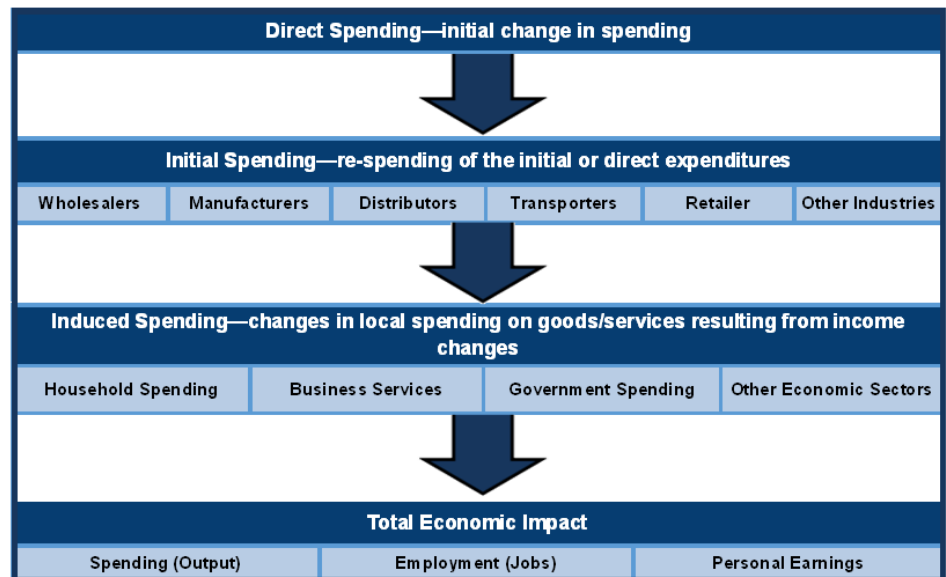 Direct Spending—initial change in spending
Initial Spending—re-spending of the initial or direct expenditures
Wholesalers Manufacturers Distributors Transporters Retailer Other Industries
Induced Spending—changes in local spending on goods/services resulting from income
changes
Household Spending Business Services Government Spending Other Economic Sectors
Total Economic Impact
Spending (Output) Employment (Jobs) Personal Earnings